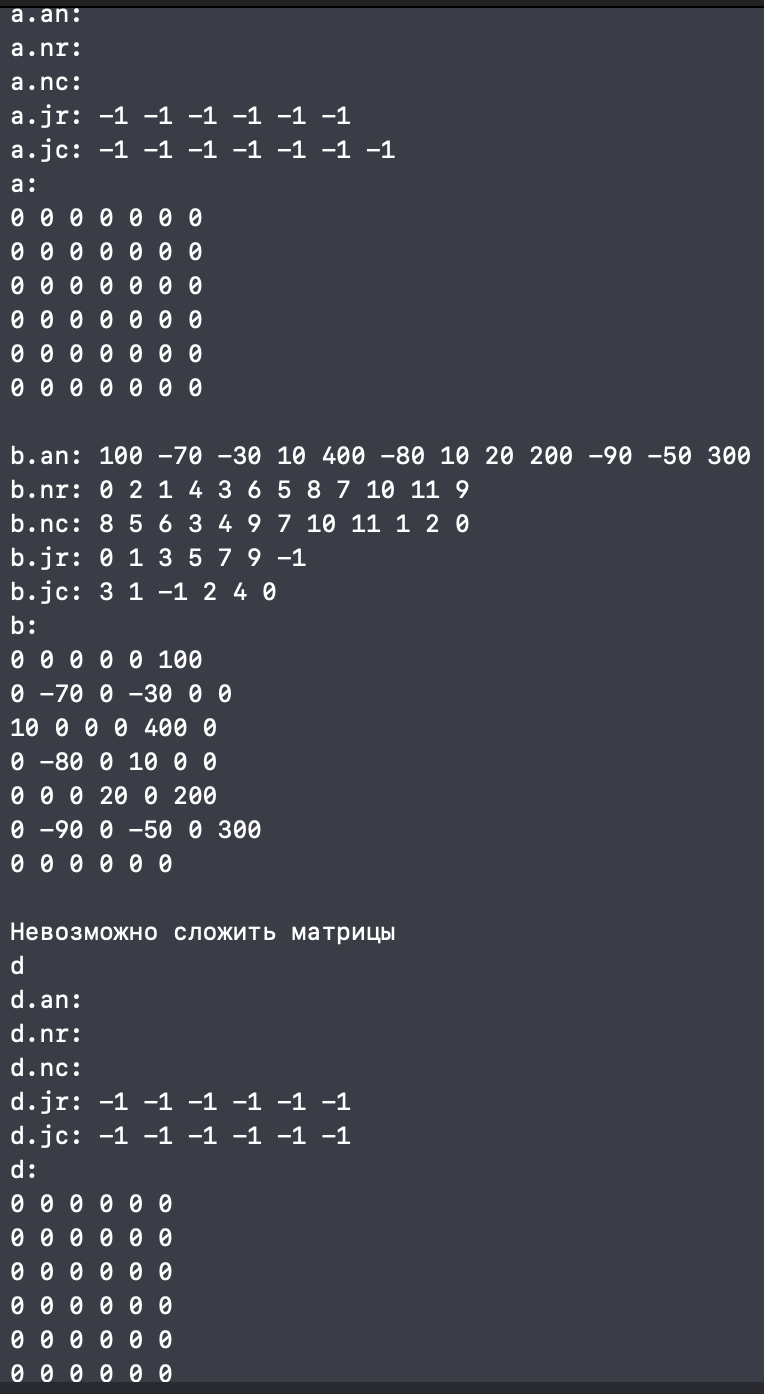 a.an:
a.nr:
a.nc:
a.jr: −1 −1 −1 −1 −1 −1
a.jc: −1 −1 −1 −1 −1 −1 −1
a:
0 0 0 0 0 0 0
0 0 0 0 0 0 0
0 0 0 0 0 0 0
0 0 0 0 0 0 0
0 0 0 0 0 0 0
0 0 0 0 0 0 0
b.an: 100 −70 −30 10 400 −80 10 20 200 −90 −50 300
b.nr: 0 2 1 4 3 6 5 8 7 10 11 9
b.nc: 8 5 6 3 4 9 7 10 11 1 2 0
b.jr: 0 1 3 5 7 9 −1
b.jc: 3 1 −1 2 4 0
b:
0 0 0 0 0 100
0 −70 0 −30 0 0
10 0 0 0 400 0
0 −80 0 10 0 0
0 0 0 20 0 200
0 −90 0 −50 0 300
0 0 0 0 0 0
Невозможно сложить матрицы
d
d.an:
d.nr:
d.nc:
d.jr: −1 −1 −1 −1 −1 −1
d.jc: −1 −1 −1 −1 −1 −1
d:
0 0 0 0 0 0
0 0 0 0 0 0
0 0 0 0 0 0
0 0 0 0 0 0
0 0 0 0 0 0
0 0 0 0 0 0